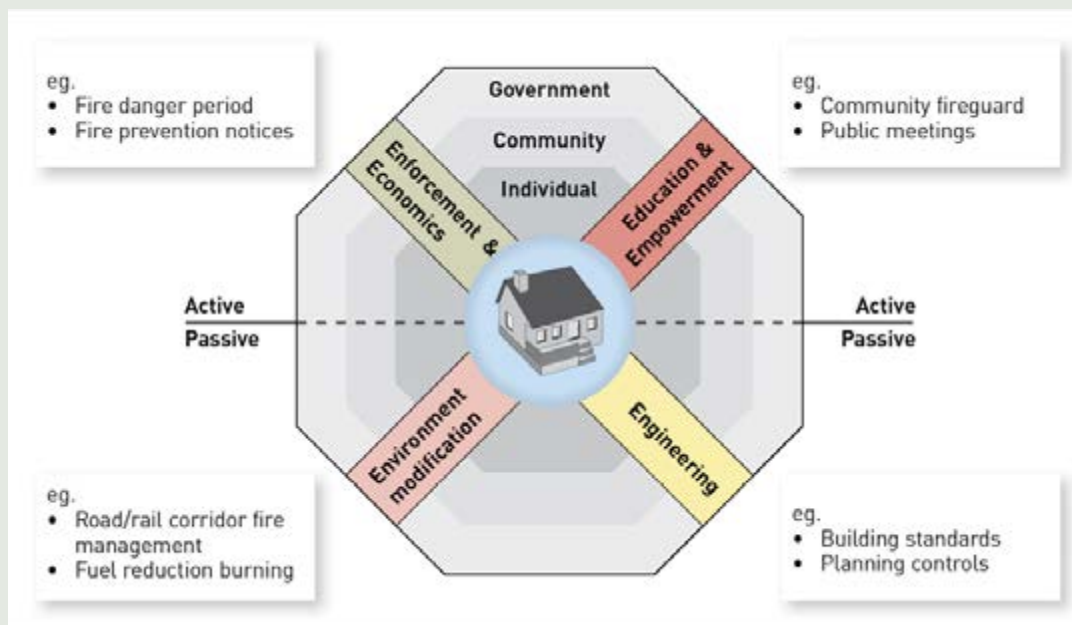 eg.
• Fire danger period
• Fire prevention notices
eg.
• Community fireguard
• Public meetings
Government
Community
Individual
Enforcement &
Economics
Education &
Empowerment
Active
Passive
Active
Passive
Environment
modification
Engineering
eg.
• Road/rail corridor fire
management
• Fuel reduction burning
eg.
• Building standards
• Planning controls